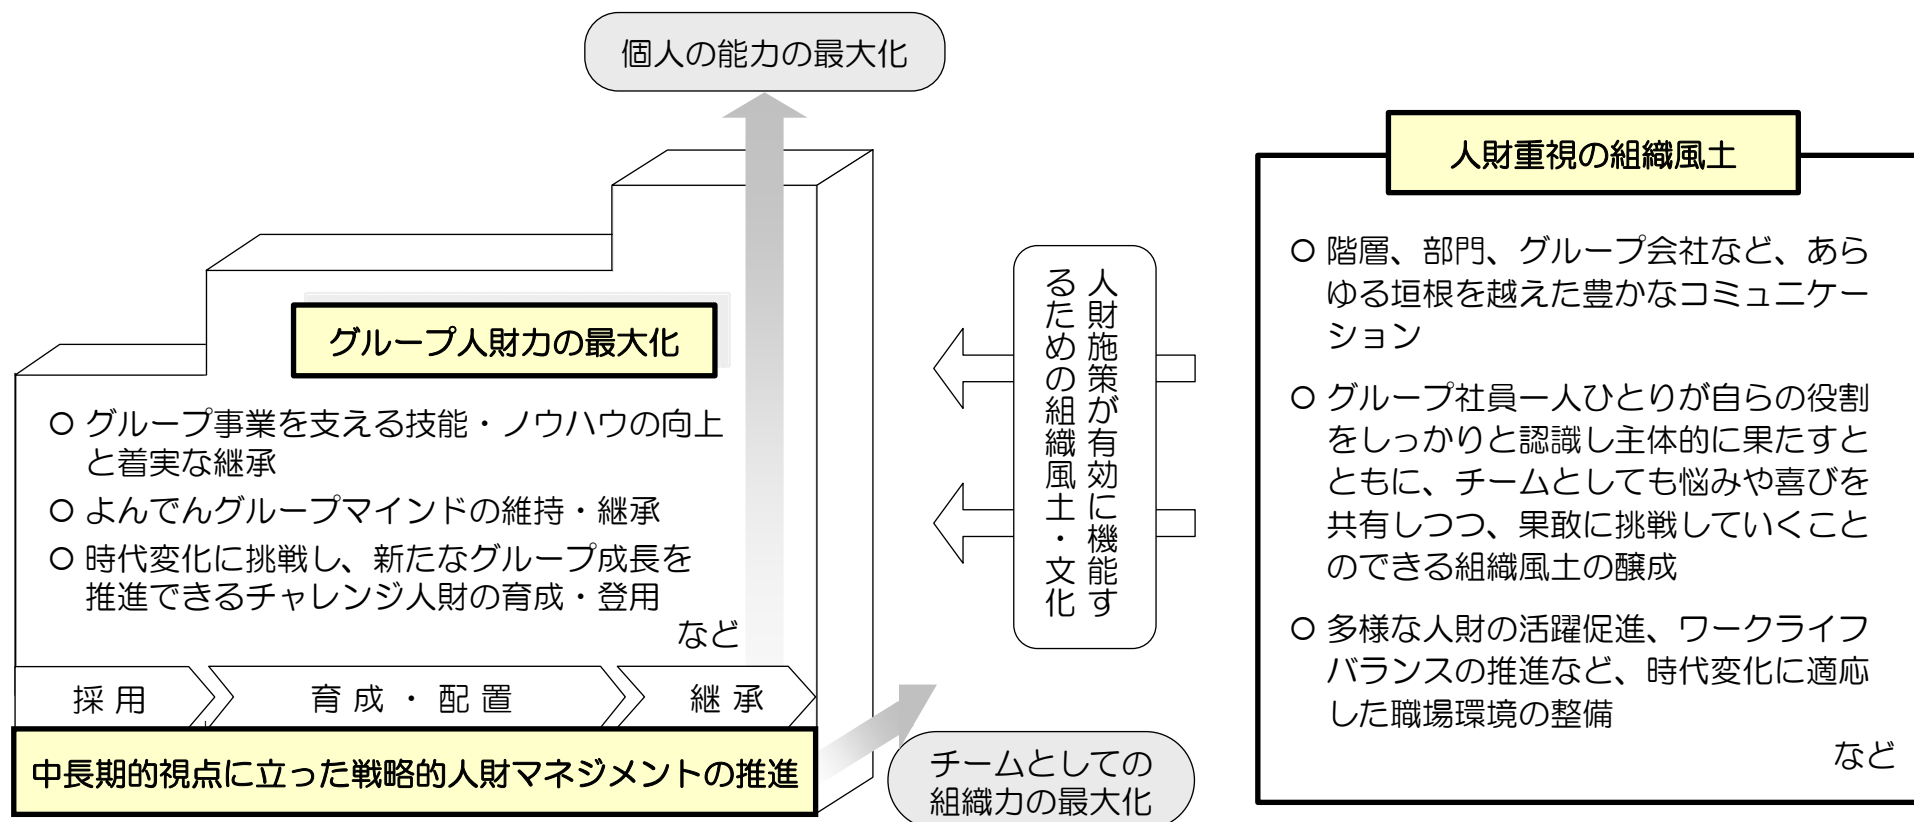 個人の能力の最大化
グループ人財力の最大化
○ グループ事業を支える技能・ノウハウの向上
と着実な継承
○ よんでんグループマインドの維持・継承
○ 時代変化に挑戦し、新たなグループ成長を
推進できるチャレンジ人財の育成・登用
など
採用
育成・配置
継承
中長期的視点に立った戦略的人財マネジメントの推進
チームとしての
組織力の最大化
人財施策が有効に機能す
るための組織風土・文化
人財重視の組織風土
○ 階層、部門、グループ会社など、あら
ゆる垣根を越えた豊かなコミュニケー
ション
○ グループ社員一人ひとりが自らの役割
をしっかりと認識し主体的に果たすと
ともに、チームとしても悩みや喜びを
共有しつつ、果敢に挑戦していくこと
のできる組織風土の醸成
○ 多様な人財の活躍促進、ワークライフ
バランスの推進など、時代変化に適応
した職場環境の整備
など